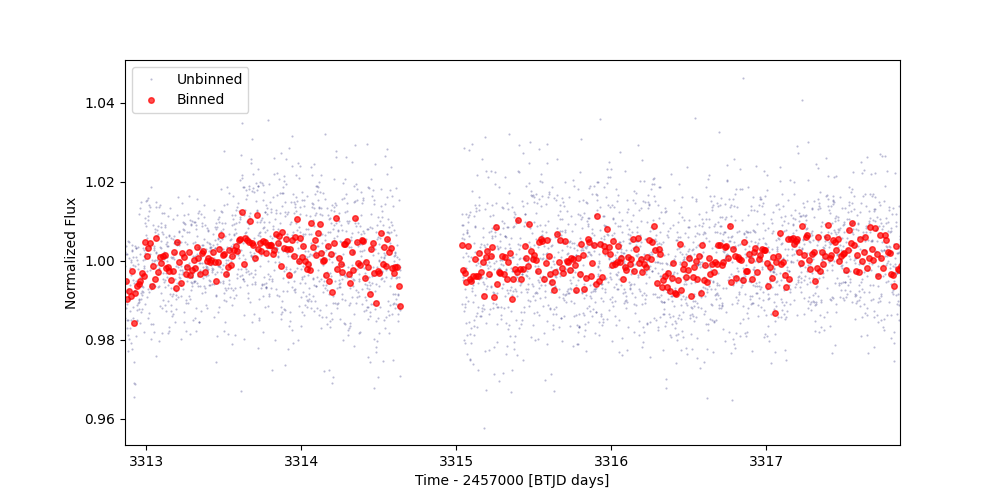 Unbinned
Binned
1.04
1.02
1.00
0.98
0.96
Normalized Flux
3313
3314
3315
3316
3317
Time - 2457000 [BTJD days]